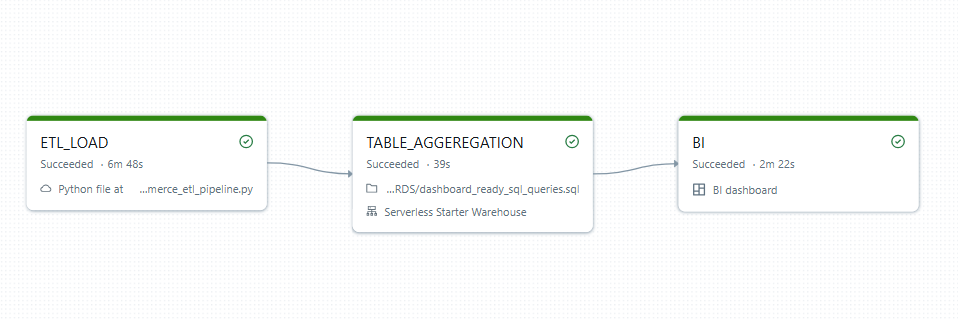 ETL_LOAD
Succeeded · 6m 48s
Python file at ...merce_etl_pipeline.py
TABLE_AGGEREGATION
Succeeded · 39s
...RDS/dashboard_ready_sql_queries.sql
Serverless Starter Warehouse
BI
Succeeded · 2m 22s
BI dashboard